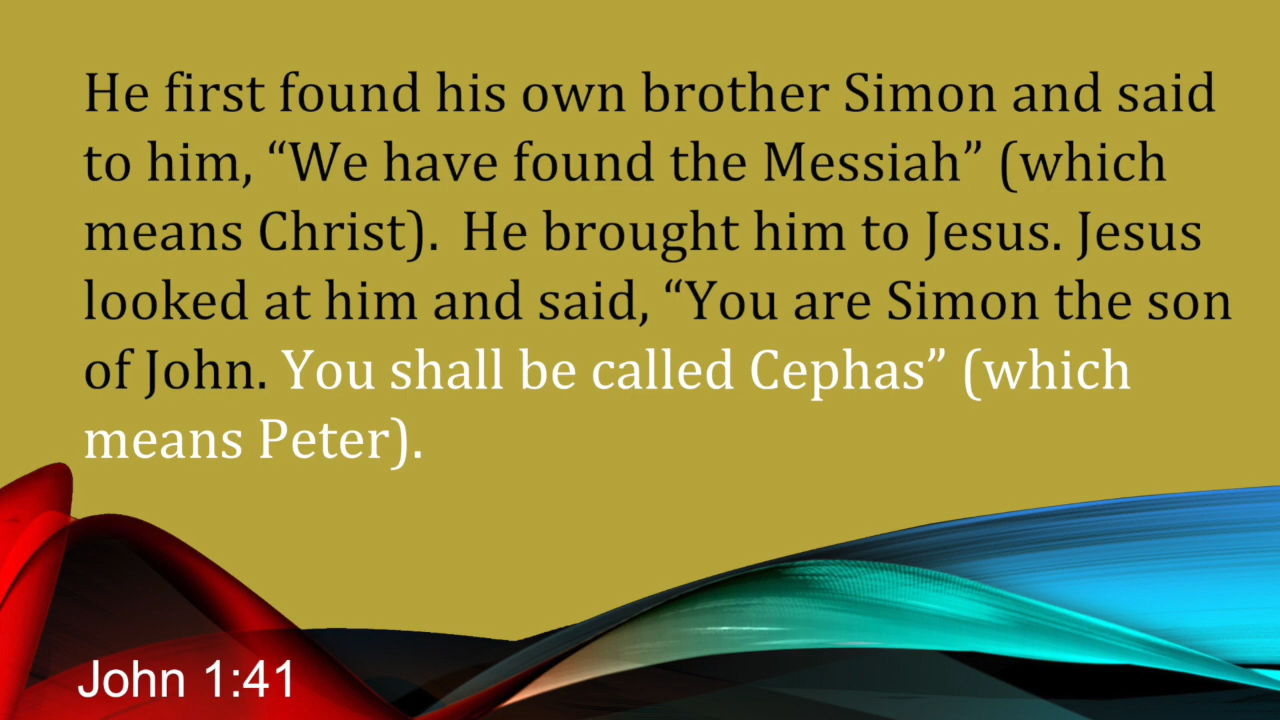 He first found his own brother Simon and said
to him, “We have found the Messiah” (which
means Christ).  He brought him to Jesus. Jesus
looked at him and said, “You are Simon the son
of John. You shall be called Cephas” (which
means Peter).
John 1:41